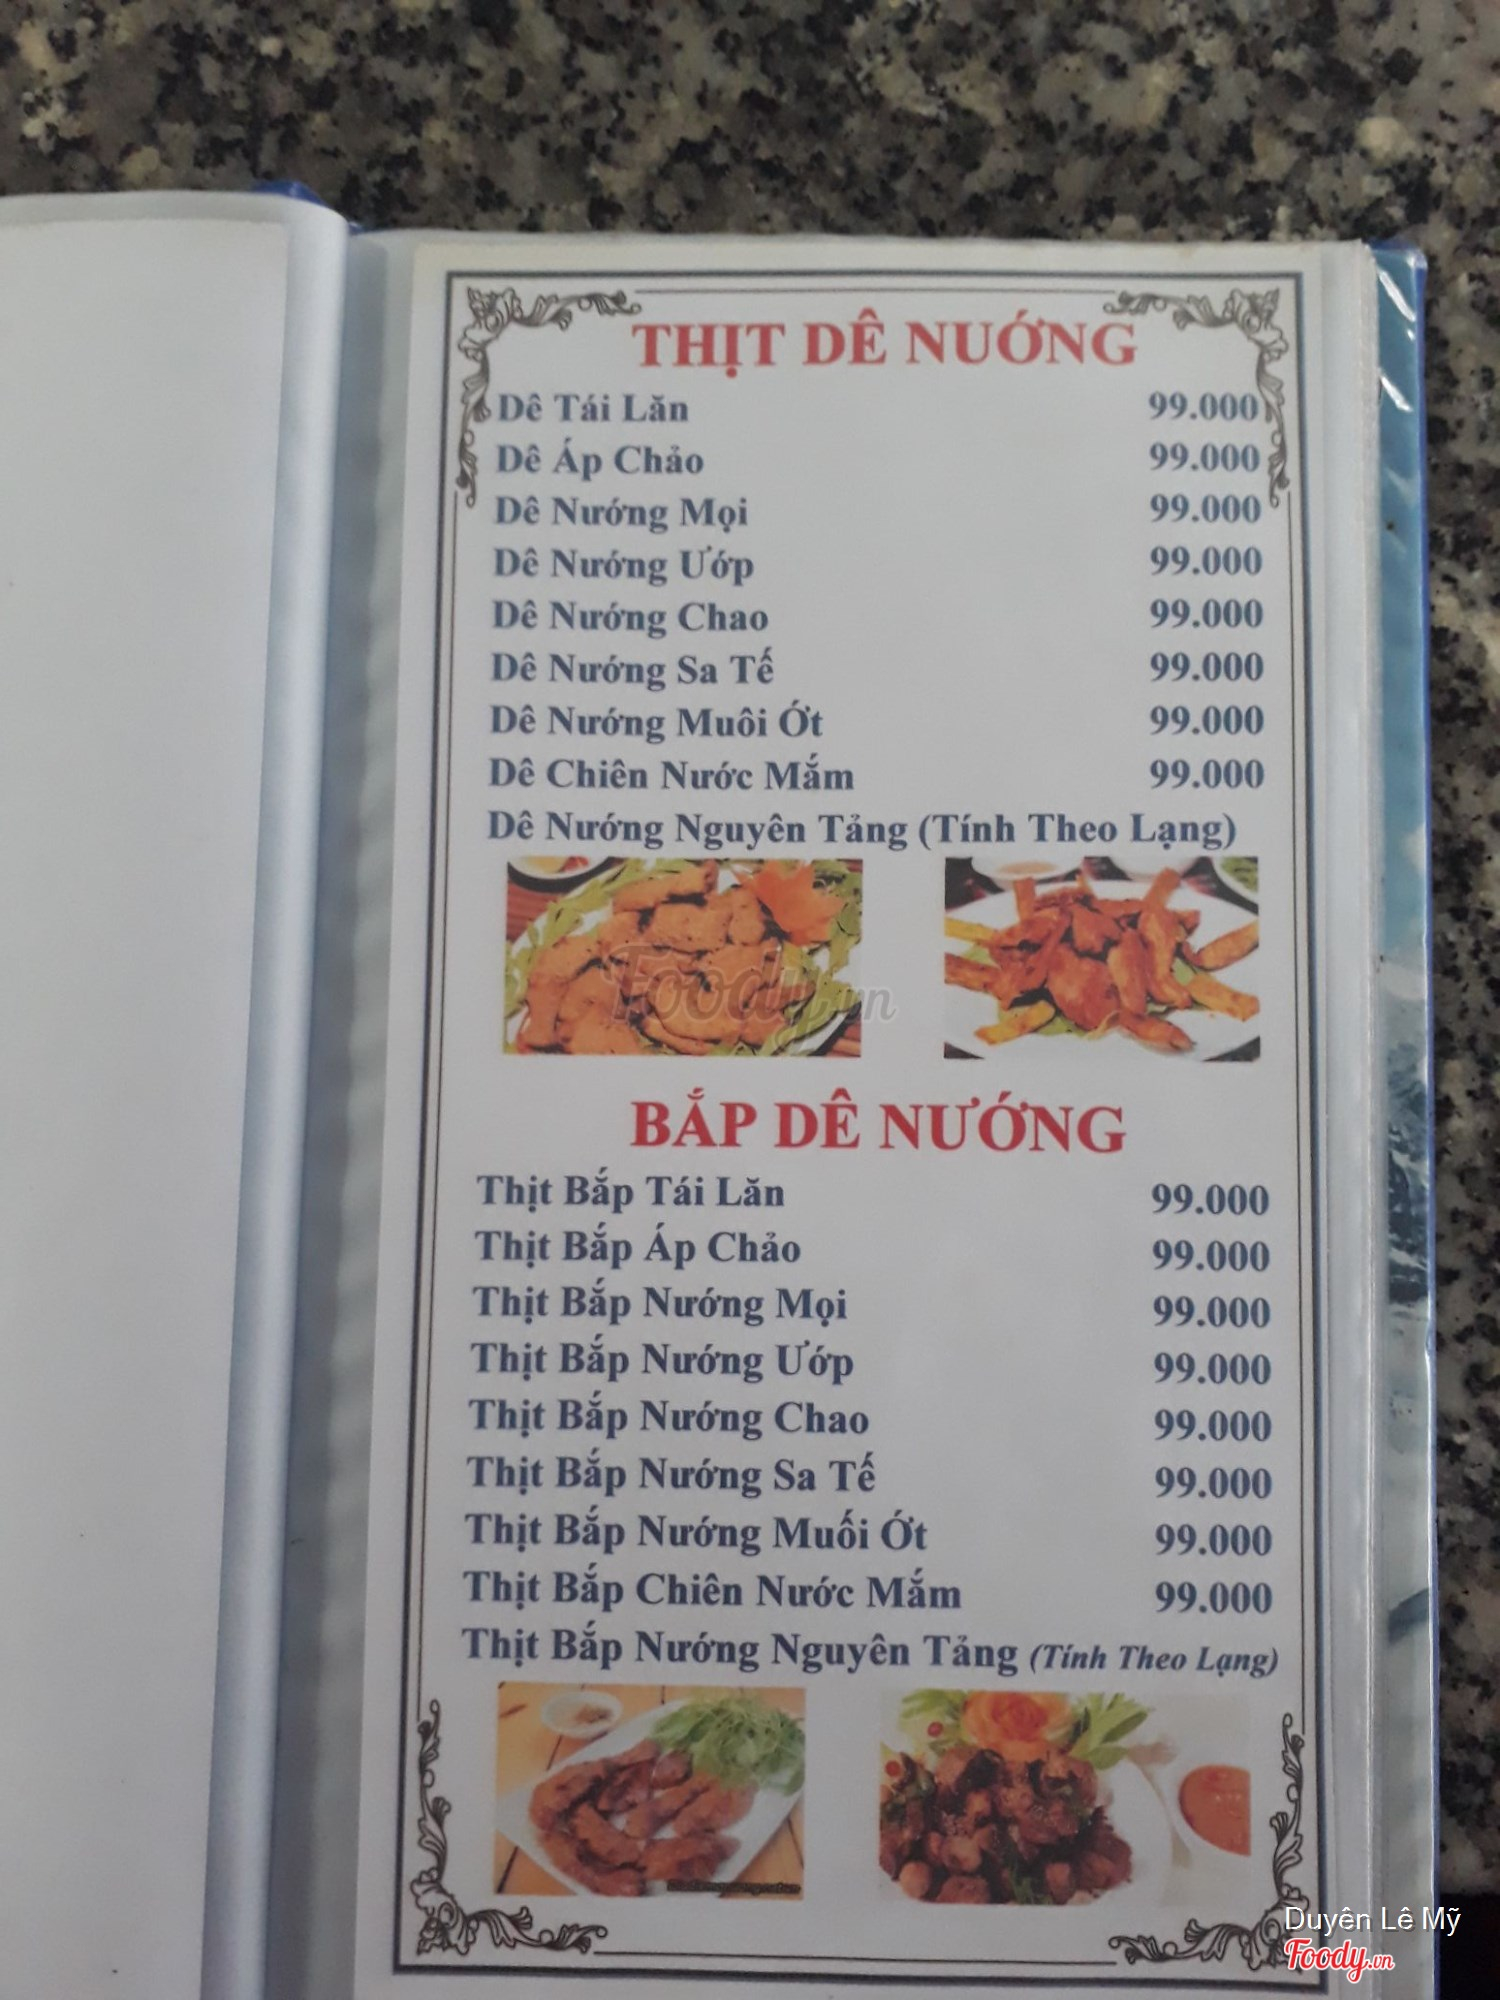 THỊT DÊ NUỚNG
Dê Tái Lăn 99.000
Dê Áp Chảo 99.000
Dê Nướng Mọi 99.000
Dê Nướng Ướp 99.000
Dê Nướng Chao 99.000
Dê Nướng Sa Tế 99.000
Dê Nướng Muôi Ớt 99.000
Dê Chiên Nước Mắm 99.000
Dê Nướng Nguyên Tảng (Tính Theo Lạng)
Foody.vn
BẮP DÊ NƯỚNG
Thịt Bắp Tái Lăn 99.000
Thịt Bắp Áp Chảo 99.000
Thịt Bắp Nướng Mọi 99.000
Thịt Bắp Nướng Ướp 99.000
Thịt Bắp Nướng Chao 99.000
Thịt Bắp Nướng Sa Tế 99.000
Thịt Bắp Nướng Muối Ớt 99.000
Thịt Bắp Chiên Nước Mắm 99.000
Thịt Bắp Nướng Nguyên Tảng (Tính Theo Lạng)
Duyên Lê Mỹ
Foody.vn